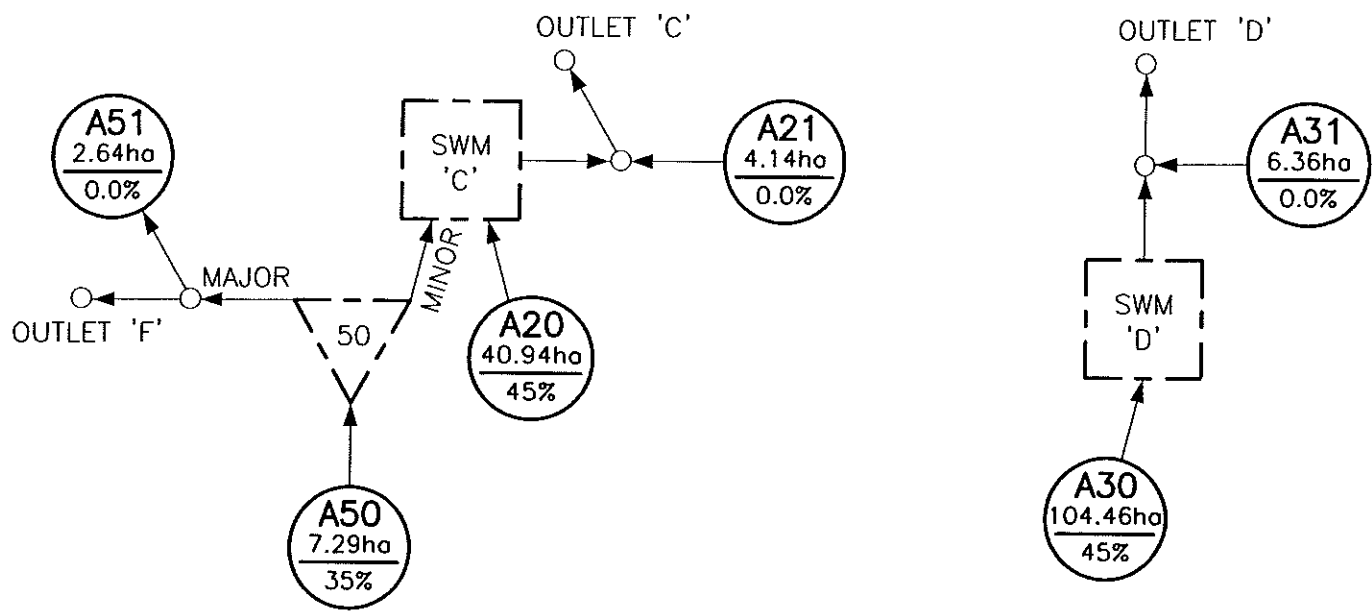 OUTLET 'C'
OUTLET 'D'
A51
2.64ha
0.0%
SWM
'C'
A21
4.14ha
0.0%
A31
6.36ha
0.0%
MAJOR
MINOR
OUTLET 'F'
50
A20
40.94ha
45%
SWM
'D'
A50
7.29ha
35%
A30
104.46ha
45%